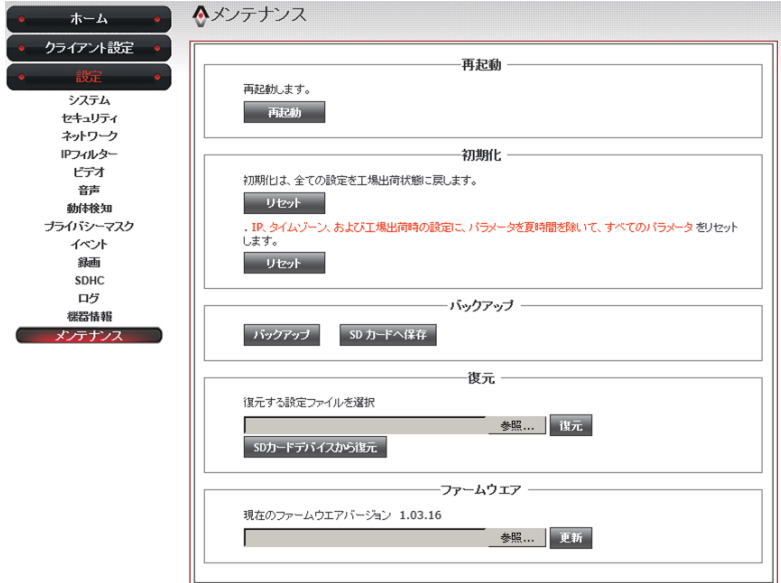 ホーム
クライアント設定
設定
システム
セキュリティ
ネットワーク
IPフィルター
ビデオ
音声
動体検知
プライバシーマスク
イベント
録画
SDHC
ログ
機器情報
メンテナンス
メンテナンス
再起動
再起動します。
再起動
初期化
初期化は、全ての設定を工場出荷状態に戻します。
リセット
. IP、タイムゾーン、および工場出荷時の設定に、パラメータを夏時間を除いて、すべてのパラメータ をリセット
します。
リセット
バックアップ
バックアップ SD カードへ保存
復元
復元する設定ファイルを選択
参照... 復元
SDカードデバイスから復元
ファームウエア
現在のファームウエアバージョン 1.03.16
参照... 更新